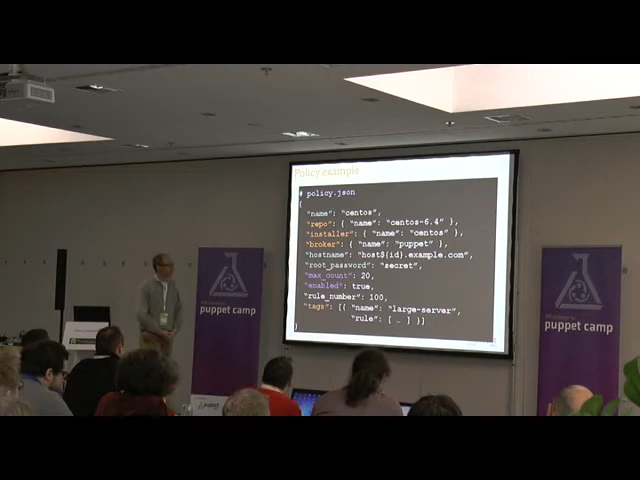 Policy example
# policy.json
{
"name": "centos",
"repo": { "name": "centos-6.4" },
"installer": { "name": "centos" },
"broker": { "name": "puppet" },
"hostname": "host${id}.example.com",
"root_password": "secret",
"max_count": 20,
"enabled": true,
"rule_number": 100,
"tags": [{ "name": "large-server",
"rule": [ … ] }]
}
puppet camp
puppet camp